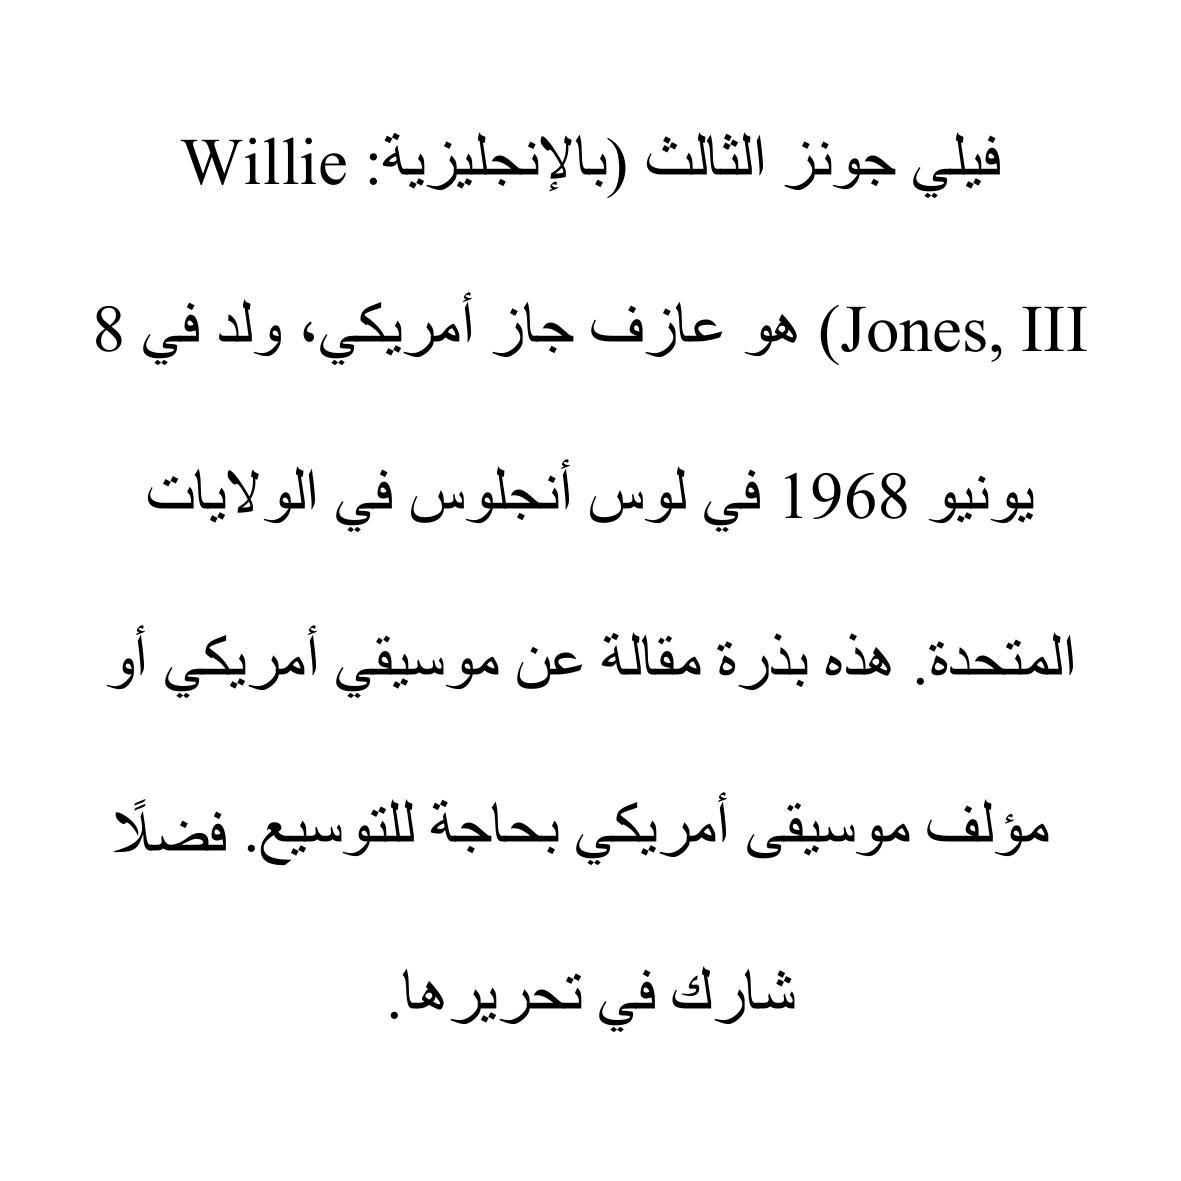 فيلي جونز الثالث (بالإنجليزية: Willie
Jones, III) هو عازف جاز أمريكي، ولد في 8
يونيو 1968 في لوس أنجلوس في الولايات
المتحدة. هذه بذرة مقالة عن موسيقي أمريكي أو
مؤلف موسيقى أمريكي بحاجة للتوسيع. فضلًا
شارك في تحريرها.